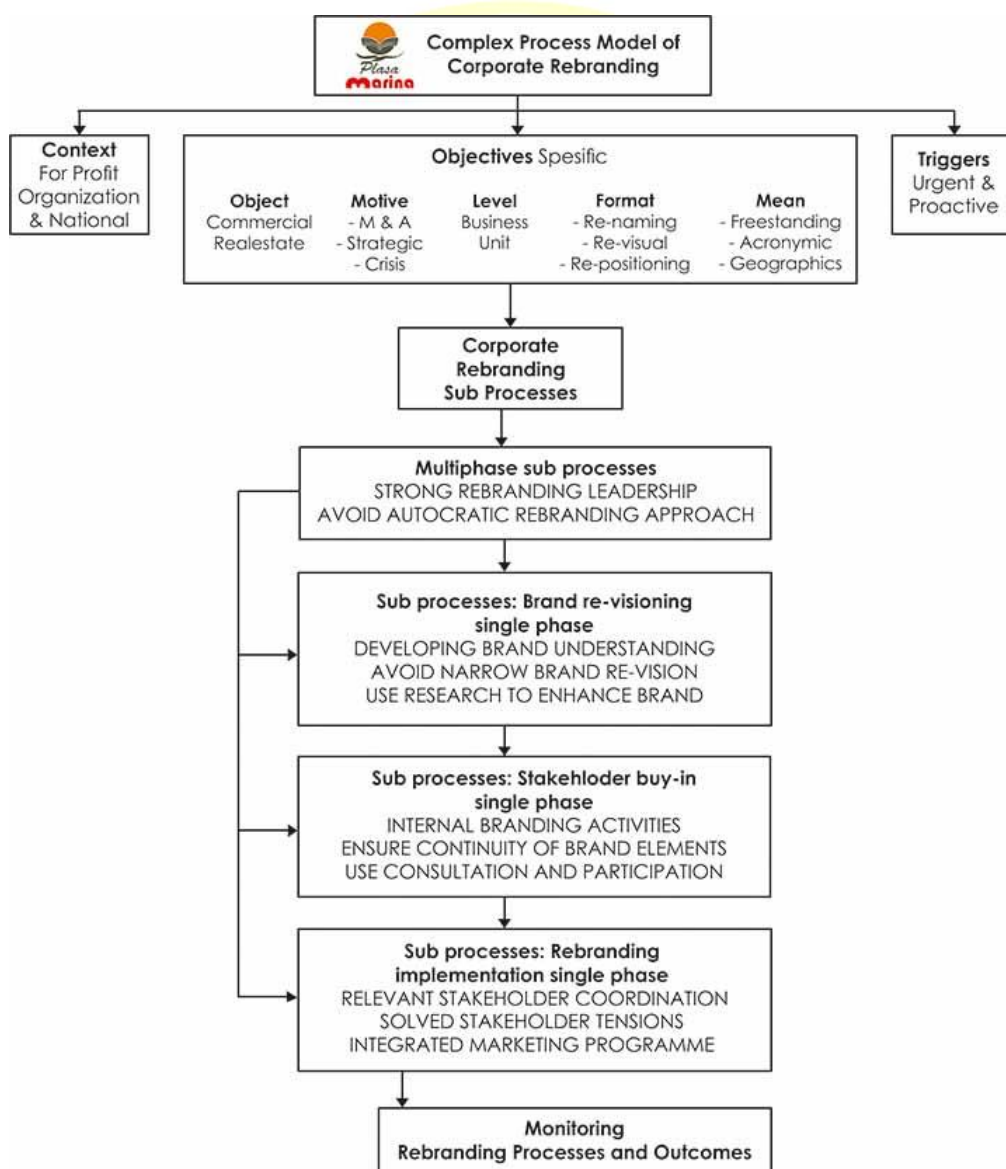 Plasa
marina
Complex Process Model of
Corporate Rebranding
Context
For Profit
Organization
& National
Objectives Spesific
Object
Commercial
Realestate
Motive
- M & A
- Strategic
- Crisis
Level
Business
Unit
Format
- Re-naming
- Re-visual
- Re-positioning
Mean
- Freestanding
- Acronymic
- Geographics
Triggers
Urgent &
Proactive
Corporate
Rebranding
Sub Processes
Multiphase sub processes
STRONG REBRANDING LEADERSHIP
AVOID AUTOCRATIC REBRANDING APPROACH
Sub processes: Brand re-visioning
single phase
DEVELOPING BRAND UNDERSTANDING
AVOID NARROW BRAND RE-VISION
USE RESEARCH TO ENHANCE BRAND
Sub processes: Stakehloder buy-in
single phase
INTERNAL BRANDING ACTIVITIES
ENSURE CONTINUITY OF BRAND ELEMENTS
USE CONSULTATION AND PARTICIPATION
Sub processes: Rebranding
implementation single phase
RELEVANT STAKEHOLDER COORDINATION
SOLVED STAKEHOLDER TENSIONS
INTEGRATED MARKETING PROGRAMME
Monitoring
Rebranding Processes and Outcomes